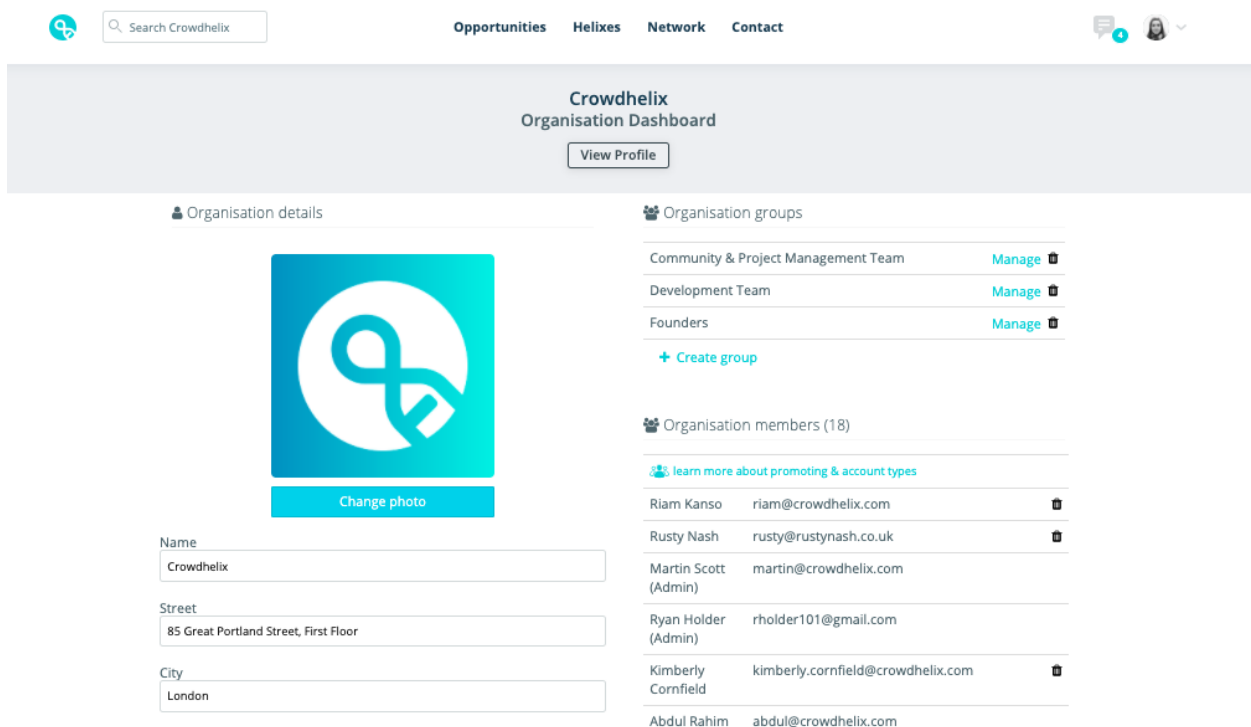 Search Crowdhelix
Opportunities Helixes Network Contact
4
Crowdhelix
Organisation Dashboard
View Profile
Organisation details
Change photo
Name
Crowdhelix
Street
85 Great Portland Street, First Floor
City
London
Organisation groups
Community & Project Management Team Manage
Development Team Manage
Founders Manage
+ Create group
Organisation members (18)
learn more about promoting & account types
Riam Kanso riam@crowdhelix.com
Rusty Nash rusty@rustynash.co.uk
Martin Scott martin@crowdhelix.com
(Admin)
Ryan Holder rholder101@gmail.com
(Admin)
Kimberly kimberly.cornfield@crowdhelix.com
Cornfield
Abdul Rahim abdul@crowdhelix.com